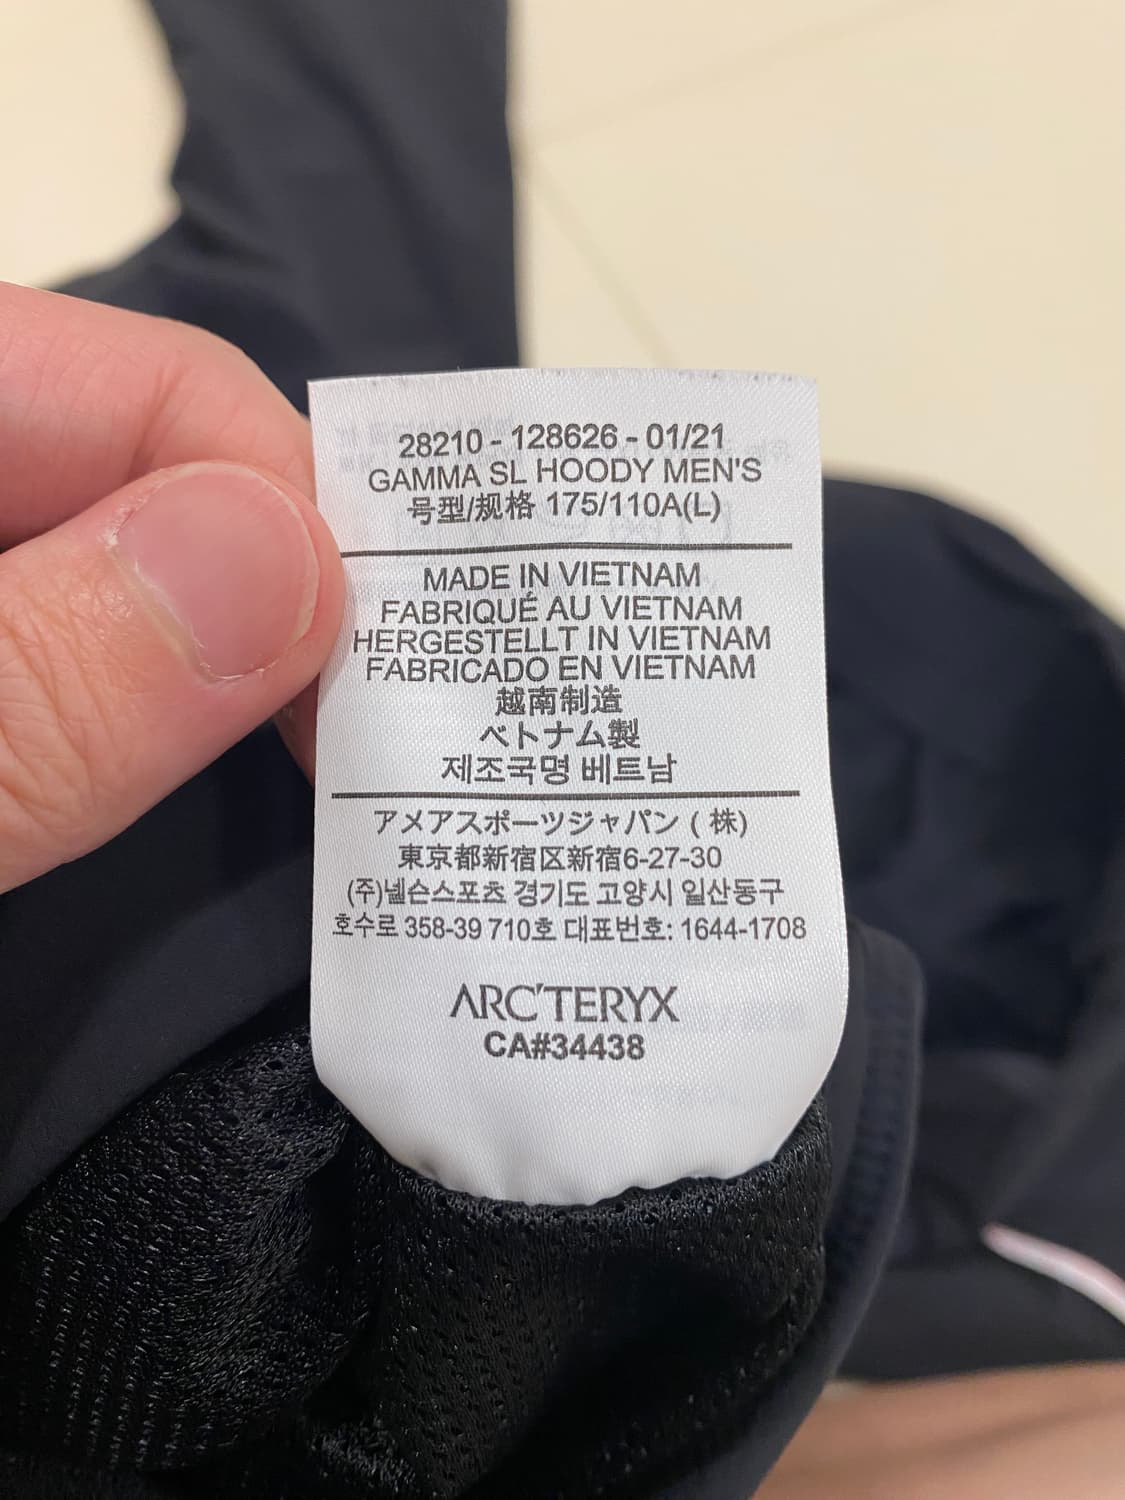 28210 - 128626 - 01/21
GAMMA SL HOODY MEN'S
号型/规格 175/110A(L)
MADE IN VIETNAM
FABRIQUÉ AU VIETNAM
HERGESTELLT IN VIETNAM
FABRICADO EN VIETNAM
越南制造
ベトナム製
제조국명 베트남
アメアスポーツジャパン ( 株)
東京都新宿区新宿6-27-30
(주)넬슨스포츠 경기도 고양시 일산동구
호수로 358-39 710호 대표번호: 1644-1708
ARC'TERYX
CA#34438